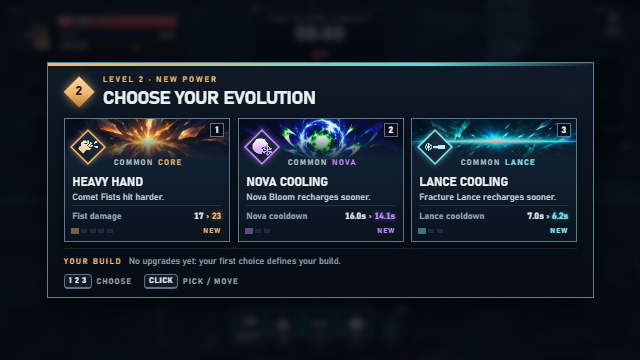 LEVEL 2 · NEW POWER
2
CHOOSE YOUR EVOLUTION
1
COMMON CORE
HEAVY HAND
Comet Fists hit harder.
Fist damage 17 › 23
NEW
2
COMMON NOVA
NOVA COOLING
Nova Bloom recharges sooner.
Nova cooldown 16.0s › 14.1s
NEW
3
COMMON LANCE
LANCE COOLING
Fracture Lance recharges sooner.
Lance cooldown 7.0s › 6.2s
NEW
YOUR BUILD No upgrades yet: your first choice defines your build.
1 2 3 CHOOSE CLICK PICK / MOVE